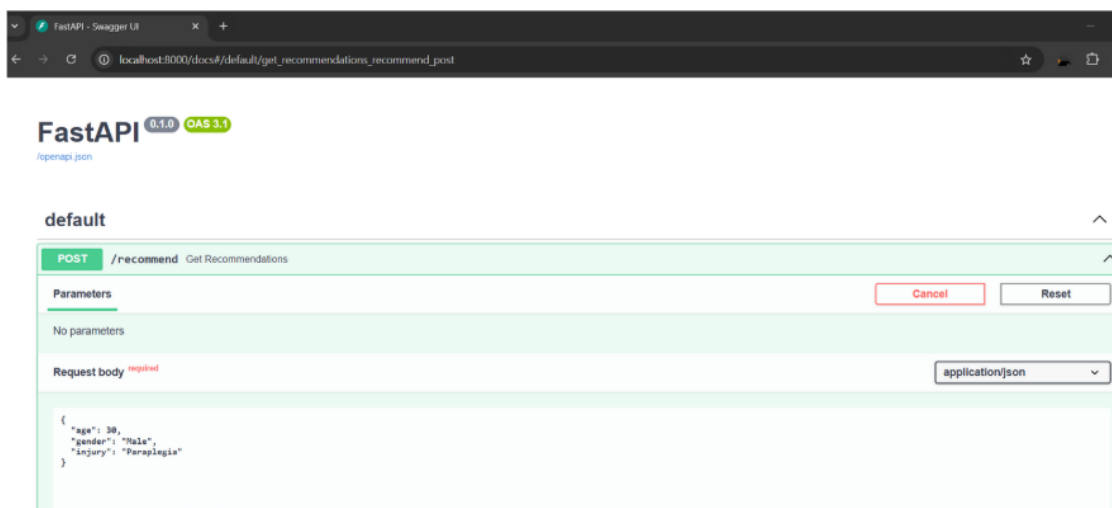 FastAPI - Swagger UI
localhost:8000/docs#/default/get_recommendations_recommend_post
FastAPI 0.1.0 OAS 3.1
/openapi.json
default
POST /recommend Get Recommendations
Parameters Cancel Reset
No parameters
Request body required application/json
{
"age": 30,
"gender": "Male",
"injury": "Paraplegia"
}